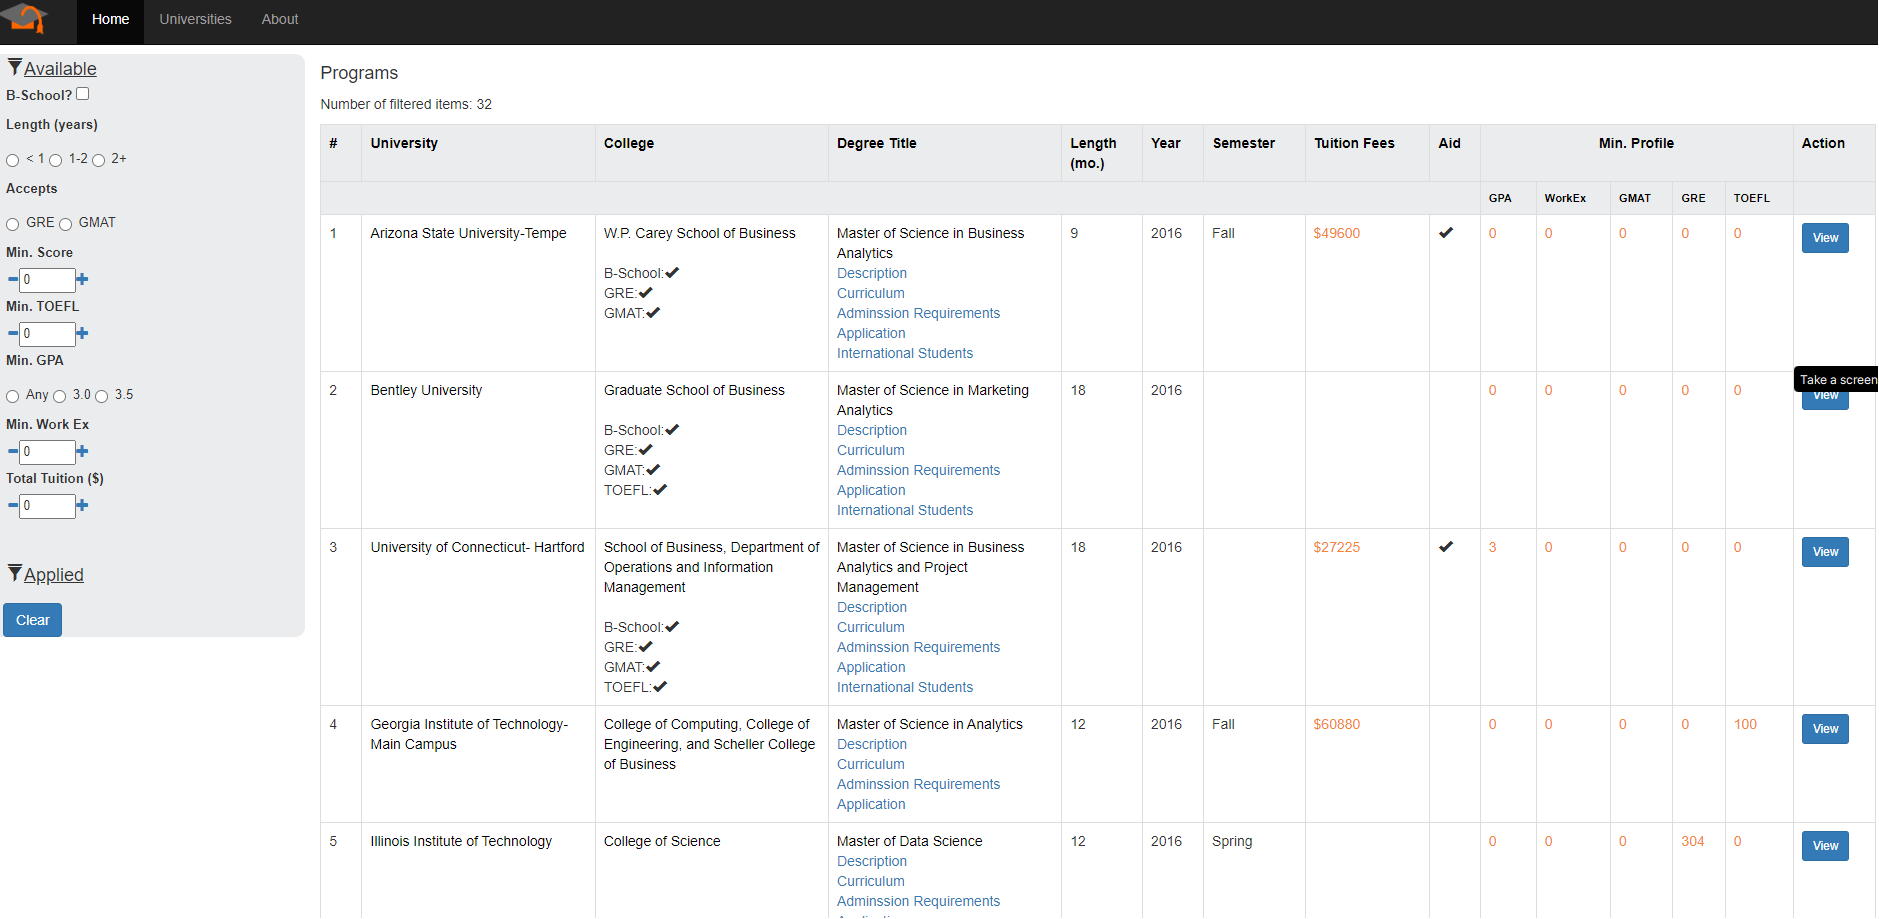 Home Universities About
Available
B-School?
Length (years)
< 1 1-2 2+
Accepts
GRE GMAT
Min. Score
0
Min. TOEFL
0
Min. GPA
Any 3.0 3.5
Min. Work Ex
0
Total Tuition ($)
0
Applied
Clear
Programs
Number of filtered items: 32
# University College Degree Title Length (mo.) Year Semester Tuition Fees Aid Min. Profile Action
GPA WorkEx GMAT GRE TOEFL
1 Arizona State University-Tempe W.P. Carey School of Business Master of Science in Business 9 2016 Fall $49600 ✔ 0 0 0 0 0 View
Analytics
B-School:✔ Description
GRE:✔ Curriculum
GMAT:✔ Adminssion Requirements
Application
International Students
Take a screen
2 Bentley University Graduate School of Business Master of Science in Marketing 18 2016 0 0 0 0 0 View
Analytics
B-School:✔ Description
GRE:✔ Curriculum
GMAT:✔ Adminssion Requirements
TOEFL:✔ Application
International Students
3 University of Connecticut- Hartford School of Business, Department of Master of Science in Business 18 2016 $27225 ✔ 3 0 0 0 0 View
Operations and Information Analytics and Project
Management Management
Description
B-School:✔ Curriculum
GRE:✔ Adminssion Requirements
GMAT:✔ Application
TOEFL:✔ International Students
4 Georgia Institute of Technology- College of Computing, College of Master of Science in Analytics 12 2016 Fall $60880 0 0 0 0 100 View
Main Campus Engineering, and Scheller College Description
of Business Curriculum
Adminssion Requirements
Application
5 Illinois Institute of Technology College of Science Master of Data Science 12 2016 Spring 0 0 0 304 0 View
Description
Curriculum
Adminssion Requirements